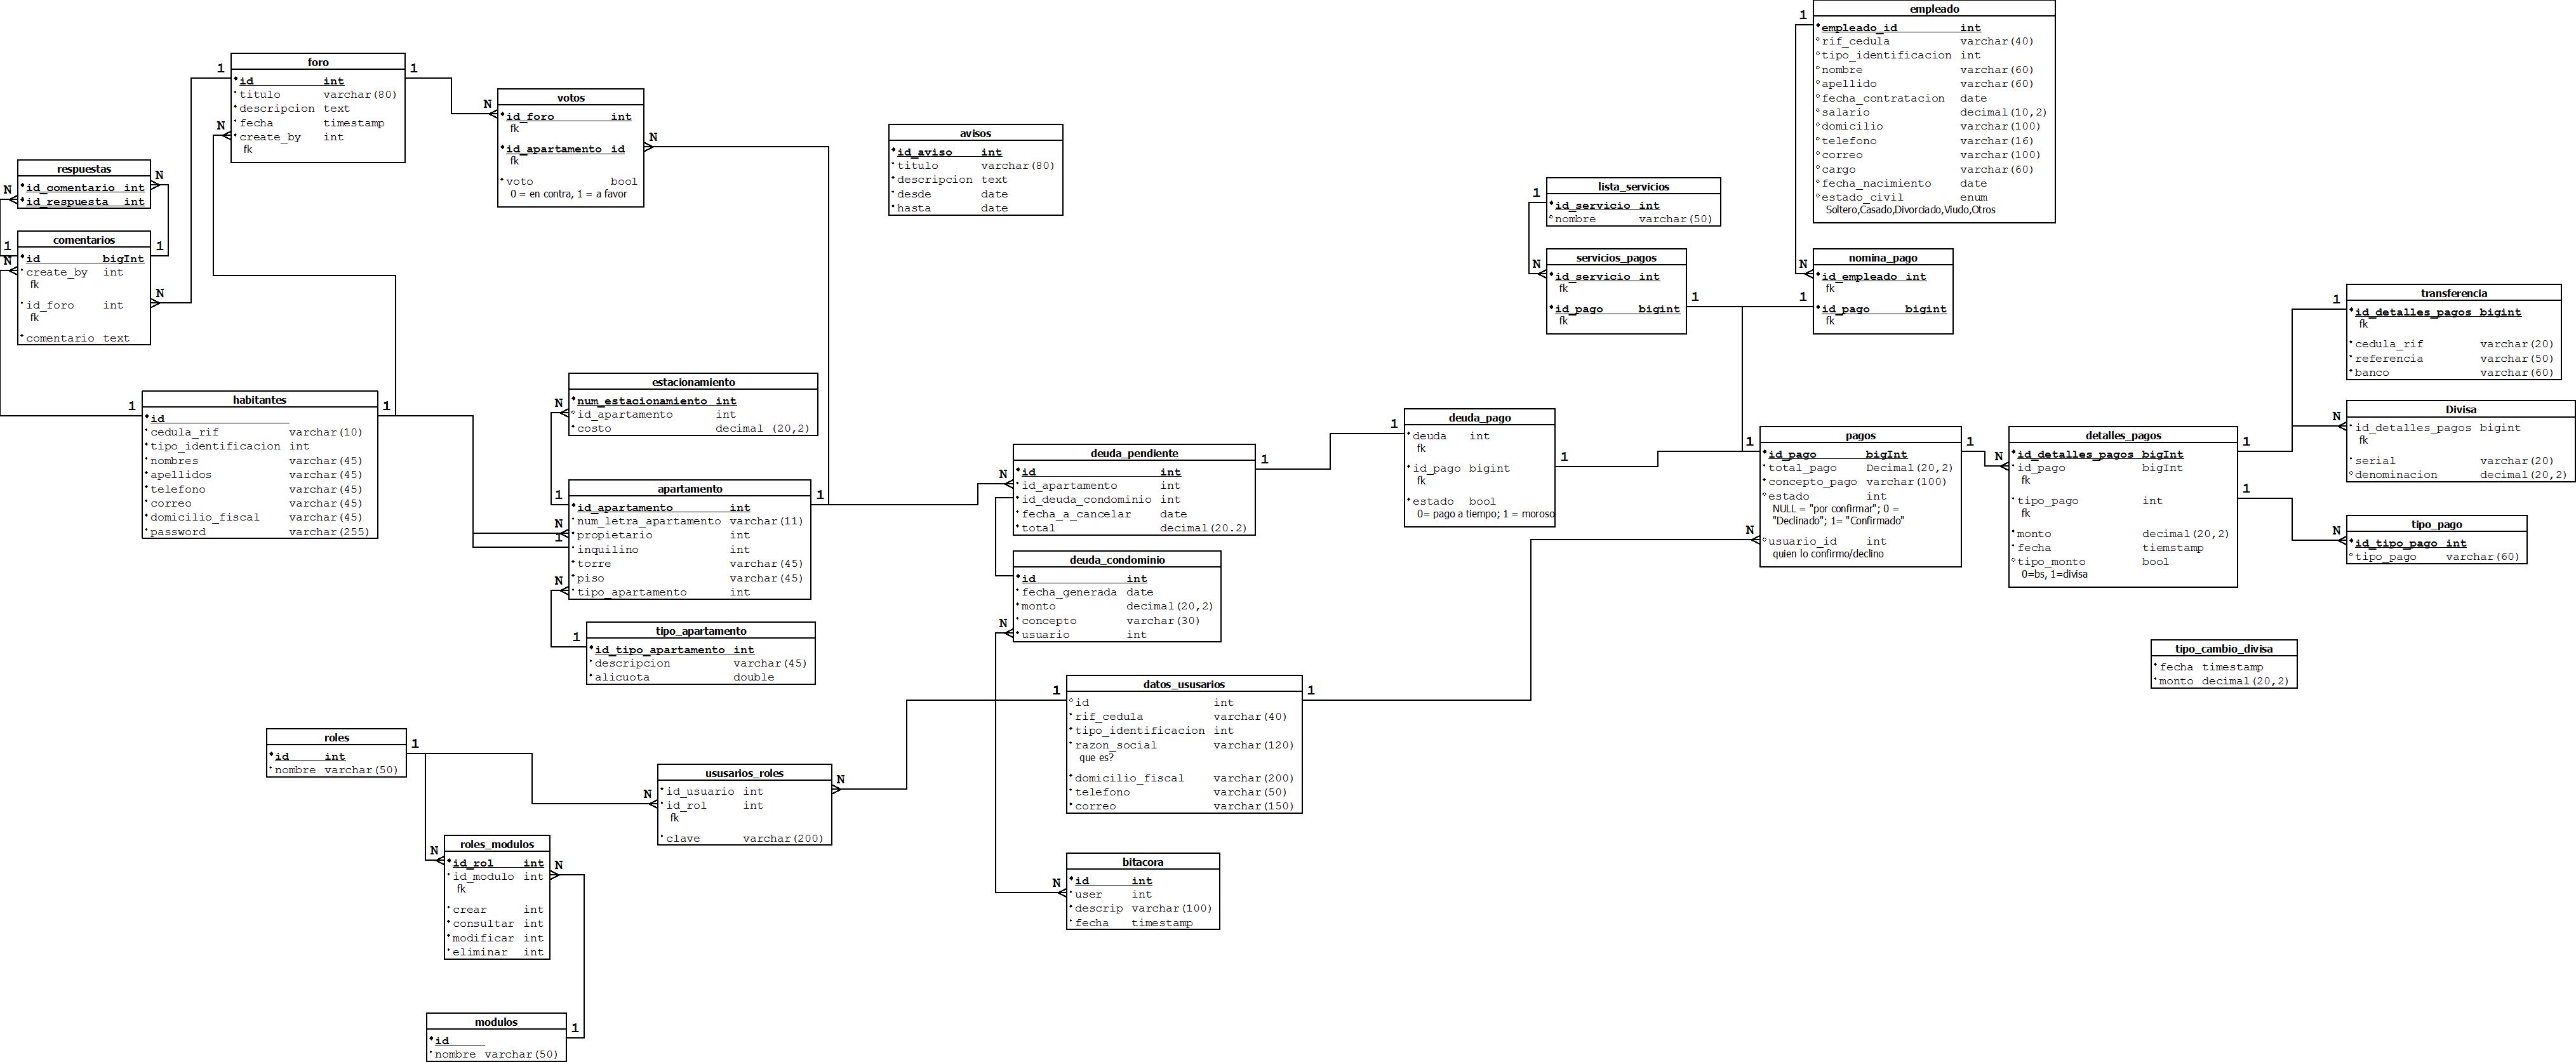 empleado
empleado_id int
rif_cedula varchar(40)
tipo_identificacion int
nombre varchar(60)
apellido varchar(60)
fecha_contratacion date
salario decimal(10,2)
domicilio varchar(100)
telefono varchar(16)
correo varchar(100)
cargo varchar(60)
fecha_nacimiento date
estado_civil enum
Soltero,Casado,Divorciado,Viudo,Otros
1
N
foro
id int
titulo varchar(80)
descripcion text
fecha timestamp
create_by int
fk
1
1
N
votos
id_foro int
fk
id_apartamento id
fk
voto bool
0 = en contra, 1 = a favor
N
N
avisos
id_aviso int
titulo varchar(80)
descripcion text
desde date
hasta date
respuestas
id_comentario int
id_respuesta int
N
N
comentarios
id bigInt
create_by int
fk
id_foro int
fk
comentario text
1
N
1
N
lista_servicios
id_servicio int
nombre varchar(50)
1
servicios_pagos
id_servicio int
fk
id_pago bigint
fk
N
1
nomina_pago
id_empleado int
fk
id_pago bigint
fk
1
transferencia
id_detalles_pagos bigint
fk
cedula_rif varchar(20)
referencia varchar(50)
banco varchar(60)
1
habitantes
id
cedula_rif varchar(10)
tipo_identificacion int
nombres varchar(45)
apellidos varchar(45)
telefono varchar(45)
correo varchar(45)
domicilio_fiscal varchar(45)
password varchar(255)
1
1
estacionamiento
num_estacionamiento int
id_apartamento int
costo decimal (20,2)
N
apartamento
id_apartamento int
num_letra_apartamento varchar(11)
propietario int
inquilino int
torre varchar(45)
piso varchar(45)
tipo_apartamento int
1
N
1
N
1
tipo_apartamento
id_tipo_apartamento int
descripcion varchar(45)
alicuota double
1
deuda_pendiente
id int
id_apartamento int
id_deuda_condominio int
fecha_a_cancelar date
total decimal(20.2)
N
1
deuda_condominio
id int
fecha_generada date
monto decimal(20,2)
concepto varchar(30)
usuario int
N
deuda_pago
deuda int
fk
id_pago bigint
fk
estado bool
0= pago a tiempo; 1 = moroso
1
1
pagos
id_pago bigInt
total_pago Decimal(20,2)
concepto_pago varchar(100)
estado int
NULL = "por confirmar"; 0 =
"Declinado"; 1= "Confirmado"
usuario_id int
quien lo confirmo/declino
1
1
N
detalles_pagos
id_detalles_pagos bigInt
id_pago bigInt
fk
tipo_pago int
fk
monto decimal(20,2)
fecha tiemstamp
tipo_monto bool
0=bs, 1=divisa
N
1
1
Divisa
id_detalles_pagos bigint
fk
serial varchar(20)
denominacion decimal(20,2)
N
tipo_pago
id_tipo_pago int
tipo_pago varchar(60)
N
tipo_cambio_divisa
fecha timestamp
monto decimal(20,2)
datos_ususarios
id int
rif_cedula varchar(40)
tipo_identificacion int
razon_social varchar(120)
que es?
domicilio_fiscal varchar(200)
telefono varchar(50)
correo varchar(150)
1
1
roles
id int
nombre varchar(50)
1
ususarios_roles
id_usuario int
id_rol int
fk
clave varchar(200)
N
N
roles_modulos
id_rol int
id_modulo int
fk
crear int
consultar int
modificar int
eliminar int
N
N
bitacora
id int
user int
descrip varchar(100)
fecha timestamp
N
modulos
id
nombre varchar(50)
1